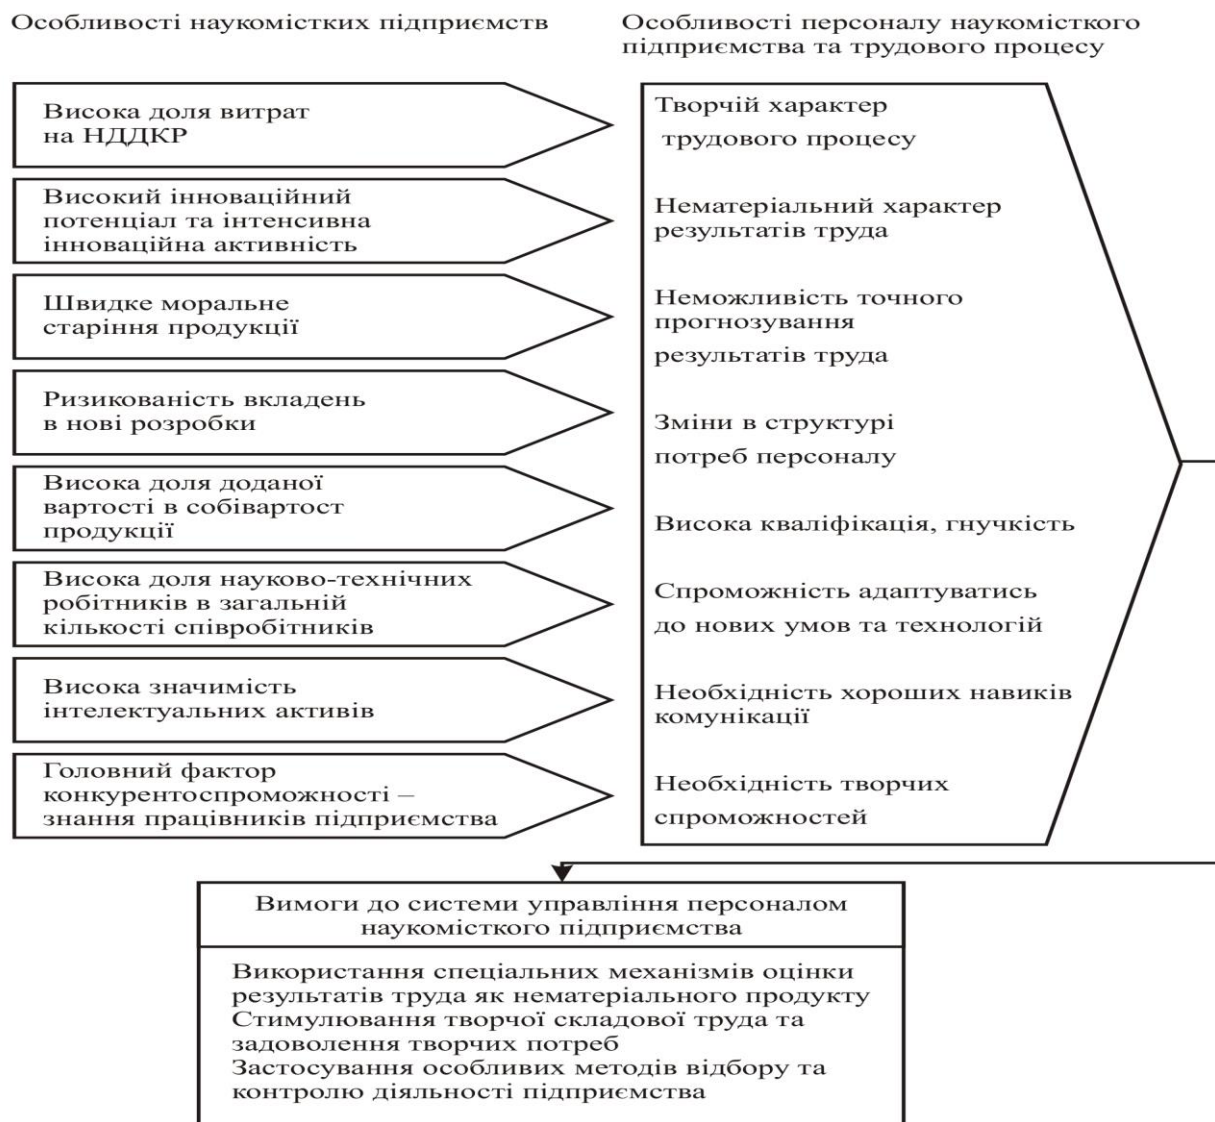 Особливості наукомістких підприємств
Особливості персоналу наукомісткого
підприємства та трудового процесу
Висока доля витрат
на НДДКР
Високий інноваційний
потенціал та інтенсивна
інноваційна активність
Швидке моральне
старіння продукції
Ризикованість вкладень
в нові розробки
Висока доля доданої
вартості в собівартост
продукції
Висока доля науково-технічних
робітників в загальній
кількості співробітників
Висока значимість
інтелектуальних активів
Головний фактор
конкурентоспроможності –
знання працівників підприємства
Творчій характер
трудового процесу
Нематеріальний характер
результатів труда
Неможливість точного
прогнозування
результатів труда
Зміни в структурі
потреб персоналу
Висока кваліфікація, гнучкість
Спроможність адаптуватись
до нових умов та технологій
Необхідність хороших навиків
комунікації
Необхідність творчих
спроможностей
Вимоги до системи управління персоналом
наукомісткого підприємства
Використання спеціальних механізмів оцінки
результатів труда як нематеріального продукту
Стимулювання творчої складової труда та
задоволення творчих потреб
Застосування особливих методів відбору та
контролю діяльності підприємства